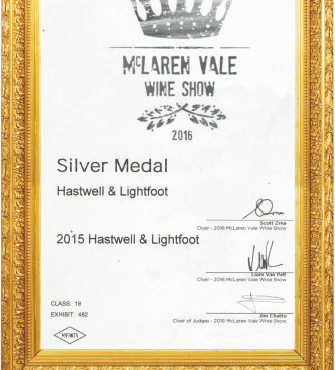 McLAREN VALE
WINE SHOW
2016
Silver Medal
Hastwell & Lightfoot
Scott Zrna
Chair - 2016 McLaren Vale Wine Show
2015 Hastwell & Lightfoot
Liam Van Pelt
Chair - 2016 McLaren Vale Wine Show
CLASS: 18
EXHIBIT: 482
Jim Chatto
Chair of Judges - 2016 McLaren Vale Wine Show